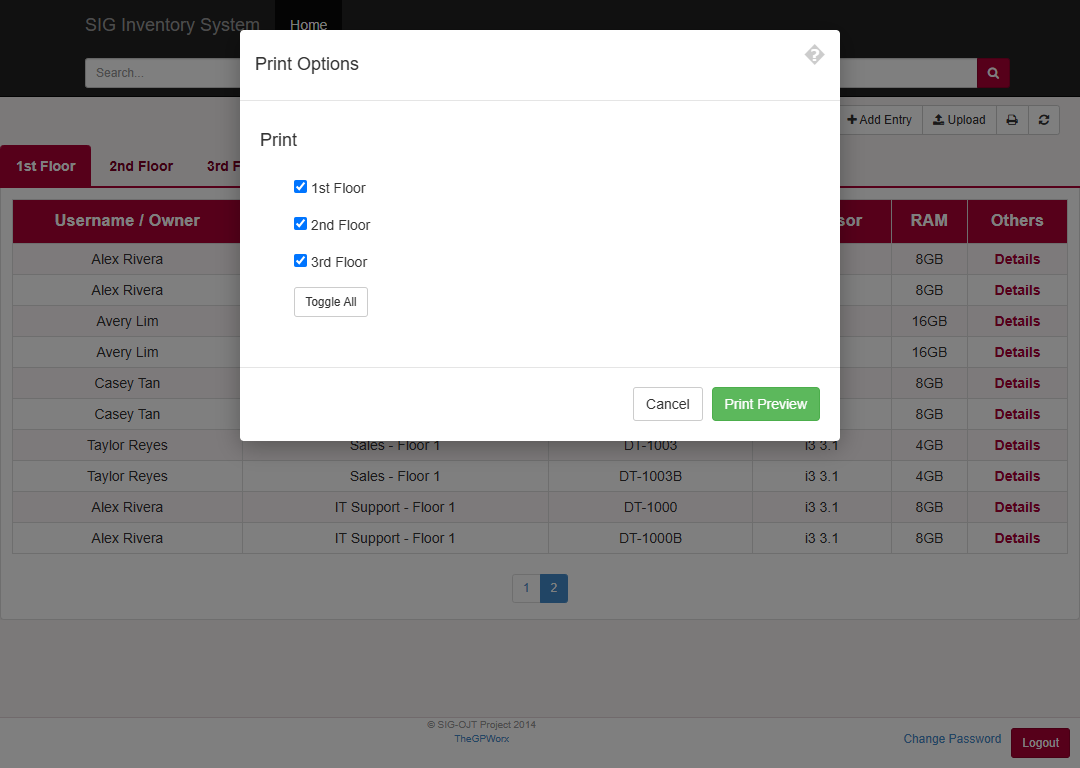 SIG Inventory System Home
Search...
Print Options
?
Add Entry Upload
Print
1st Floor 2nd Floor 3rd F
1st Floor
2nd Floor
3rd Floor
Toggle All
Cancel Print Preview
Username / Owner sor RAM Others
Alex Rivera 8GB Details
Alex Rivera 8GB Details
Avery Lim 16GB Details
Avery Lim 16GB Details
Casey Tan 8GB Details
Casey Tan 8GB Details
Taylor Reyes Sales - Floor 1 DT-1003 i3 3.1 4GB Details
Taylor Reyes Sales - Floor 1 DT-1003B i3 3.1 4GB Details
Alex Rivera IT Support - Floor 1 DT-1000 i3 3.1 8GB Details
Alex Rivera IT Support - Floor 1 DT-1000B i3 3.1 8GB Details
1 2
© SIG-OJT Project 2014
TheGPWorx
Change Password Logout